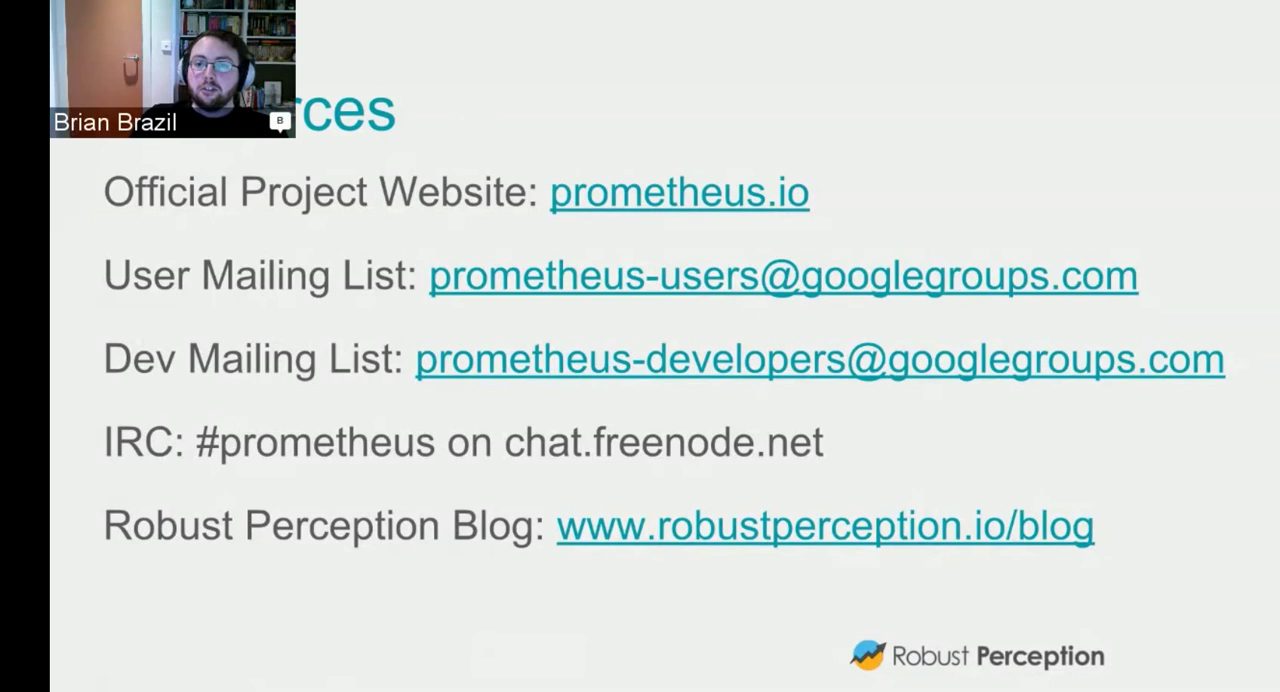 rces
Brian Brazil
B
Official Project Website: prometheus.io
User Mailing List: prometheus-users@googlegroups.com
Dev Mailing List: prometheus-developers@googlegroups.com
IRC: #prometheus on chat.freenode.net
Robust Perception Blog: www.robustperception.io/blog
Robust Perception